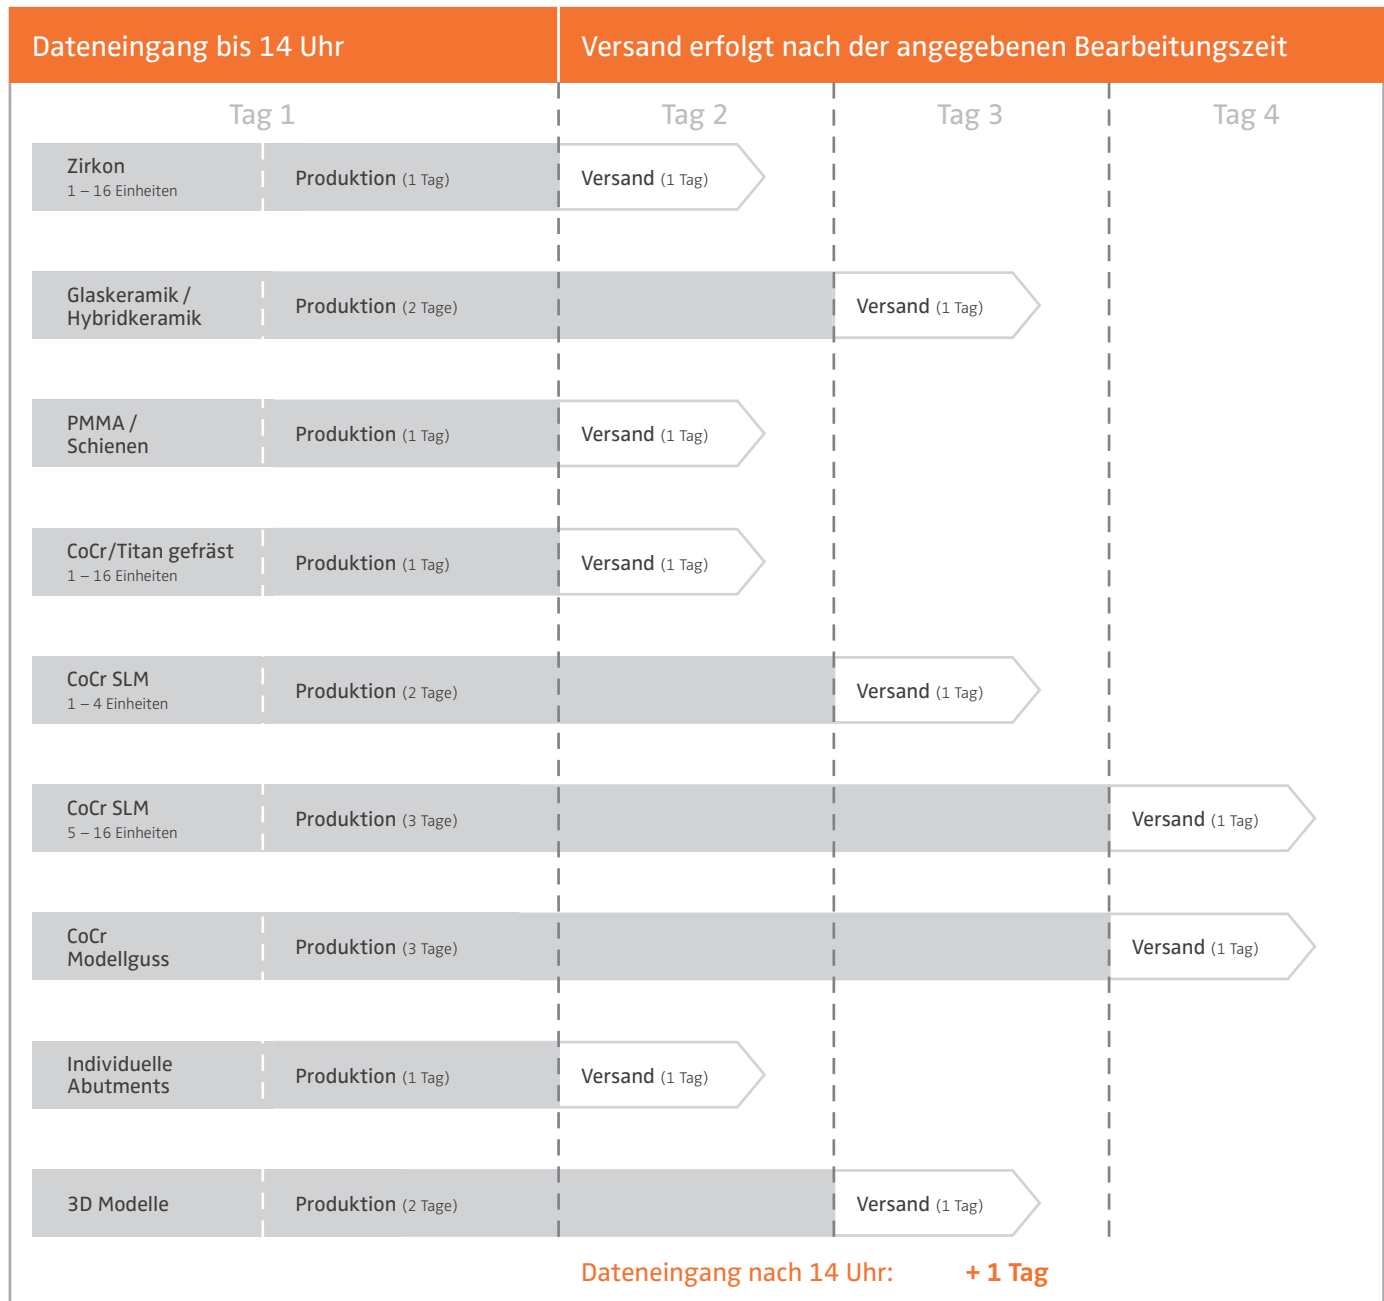 Dateneingang bis 14 Uhr
Versand erfolgt nach der angegebenen Bearbeitungszeit
Tag 1
Tag 2
Tag 3
Tag 4
Zirkon
1 – 16 Einheiten
Produktion (1 Tag)
Versand (1 Tag)
Glaskeramik /
Hybridkeramik
Produktion (2 Tage)
Versand (1 Tag)
PMMA /
Schienen
Produktion (1 Tag)
Versand (1 Tag)
CoCr/Titan gefräst
1 – 16 Einheiten
Produktion (1 Tag)
Versand (1 Tag)
CoCr SLM
1 – 4 Einheiten
Produktion (2 Tage)
Versand (1 Tag)
CoCr SLM
5 – 16 Einheiten
Produktion (3 Tage)
Versand (1 Tag)
CoCr
Modellguss
Produktion (3 Tage)
Versand (1 Tag)
Individuelle
Abutments
Produktion (1 Tag)
Versand (1 Tag)
3D Modelle
Produktion (2 Tage)
Versand (1 Tag)
Dateneingang nach 14 Uhr: + 1 Tag